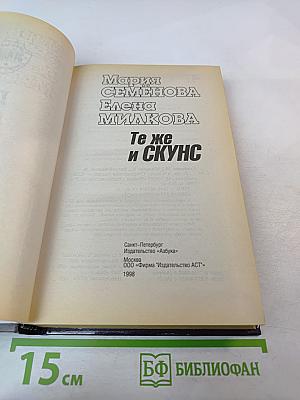 Мария
СЕМЕНОВА
Елена
МИЛКОВА
Те же
и СКУНС
Санкт-Петербург
Издательство «Азбука»
Москва
ООО «Фирма "Издательство АСТ"»
1998
15 см
БФ БИБЛИОФАН